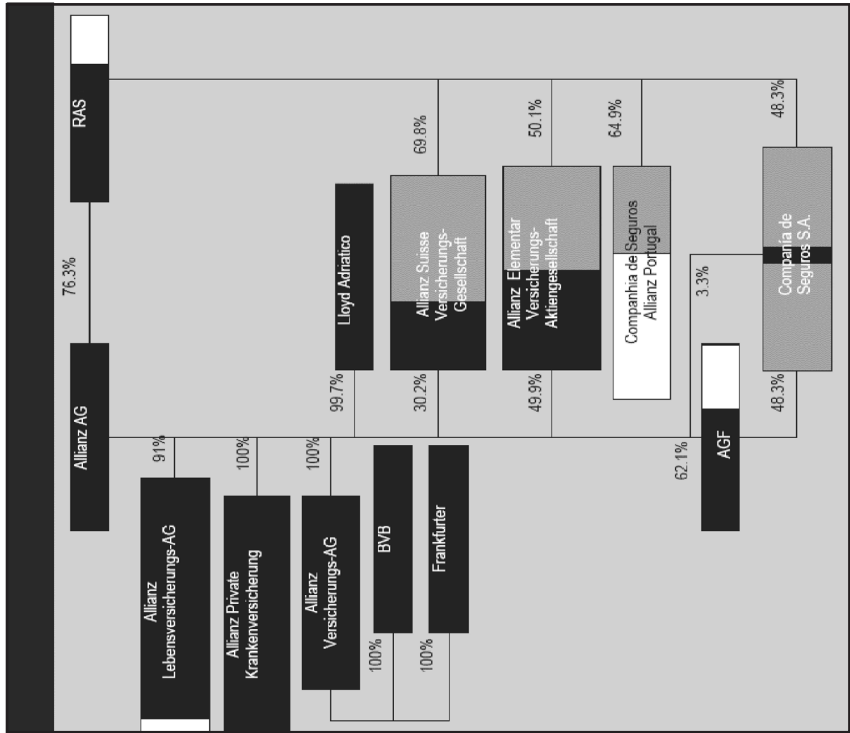 Allianz AG
76.3%
RAS
91%
Allianz
Lebensversicherungs-AG
100%
Allianz Private
Krankenversicherung
100%
Allianz
Versicherungs-AG
99.7%
Lloyd Adriatico
100%
BVB
100%
Frankfurter
30.2%
Allianz Suisse
Versicherungs-
Gesellschaft
69.8%
49.9%
Allianz Elementar
Versicherungs-
Aktiengesellschaft
50.1%
Companhia de Seguros
Allianz Portugal
64.9%
62.1%
AGF
3.3%
48.3%
Companía de
Seguros S.A.
48.3%